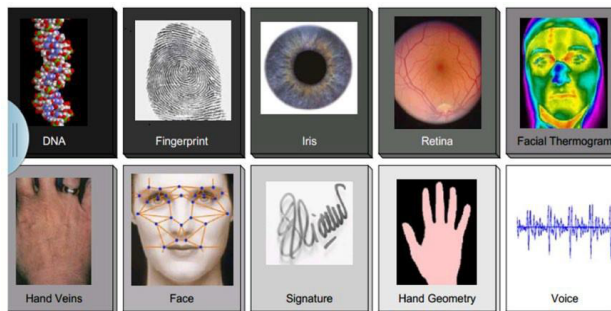 DNA
Fingerprint
Iris
Retina
Facial Thermogram
Hand Veins
Face
Signature
Hand Geometry
Voice